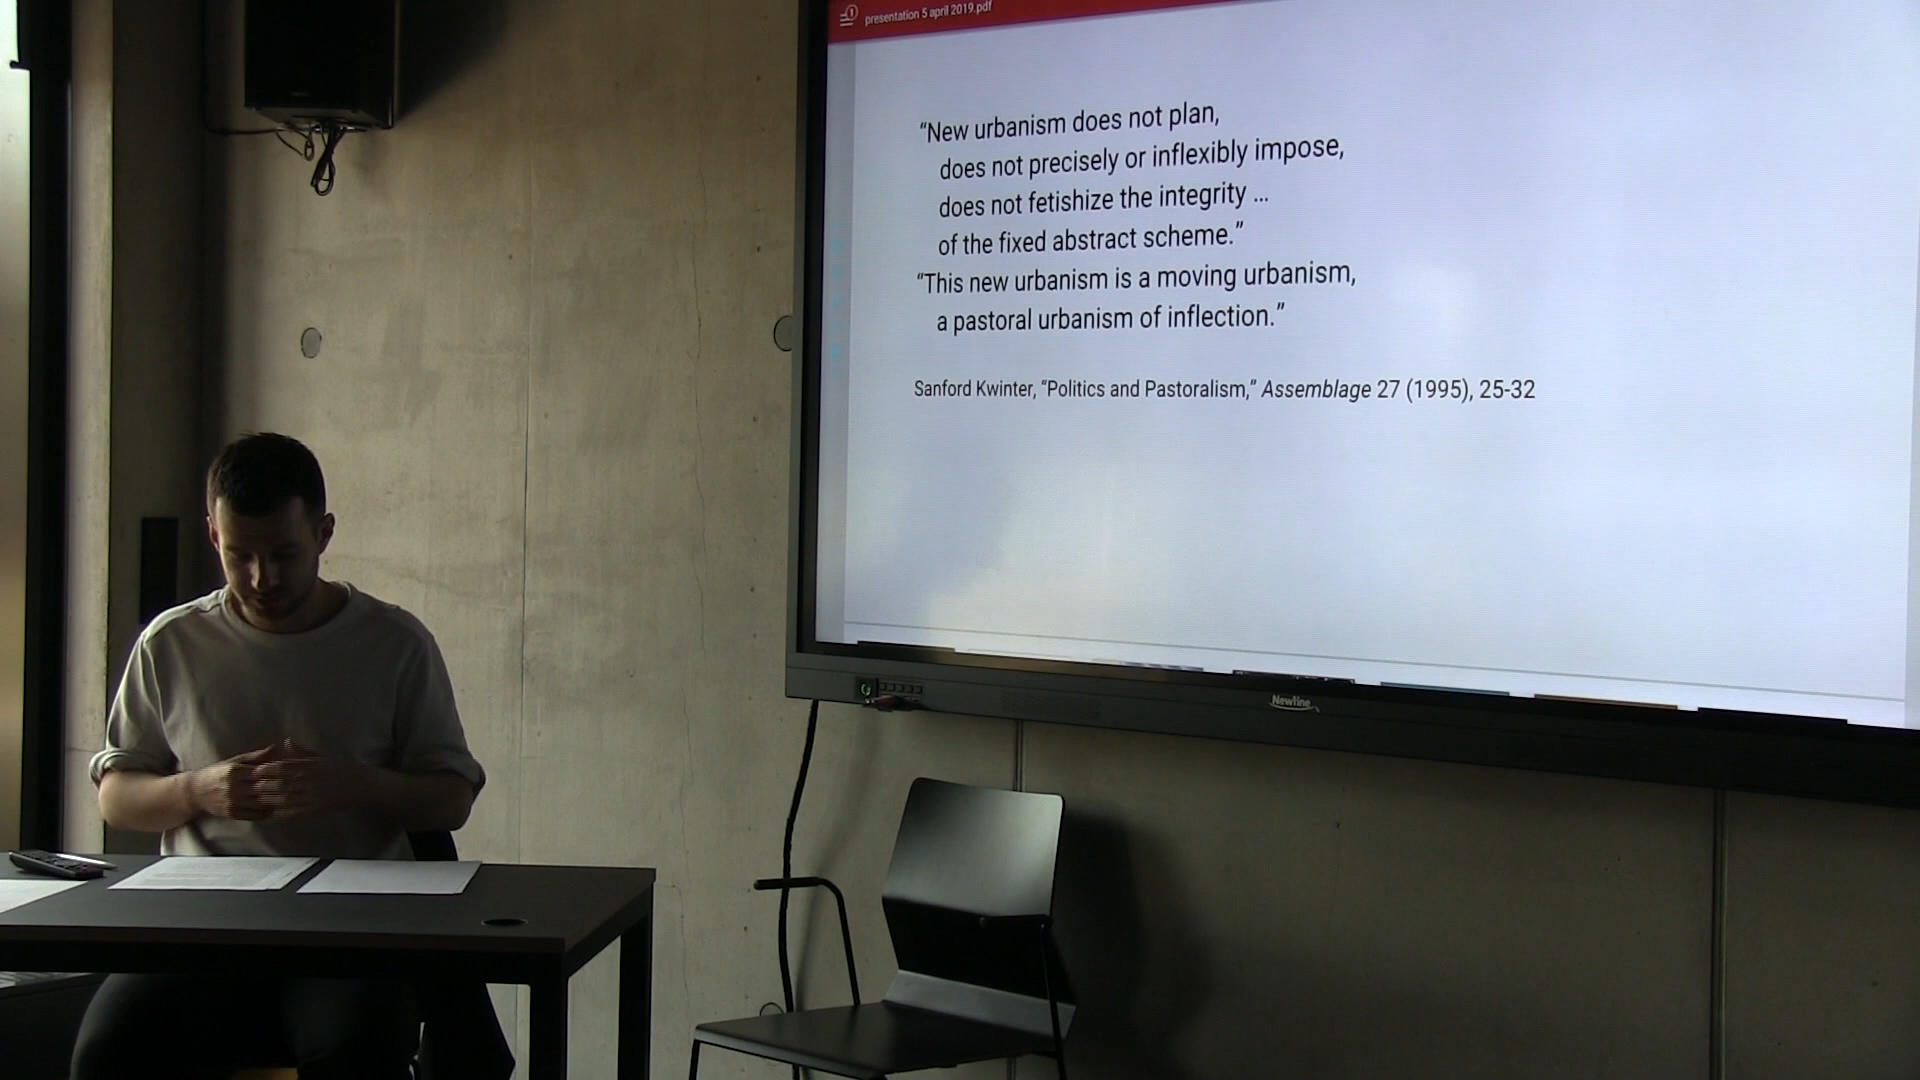 presentation 5 april 2019.pdf
“New urbanism does not plan,
does not precisely or inflexibly impose,
does not fetishize the integrity ...
of the fixed abstract scheme.”
“This new urbanism is a moving urbanism,
a pastoral urbanism of inflection.”
Sanford Kwinter, “Politics and Pastoralism,” Assemblage 27 (1995), 25-32
Newline